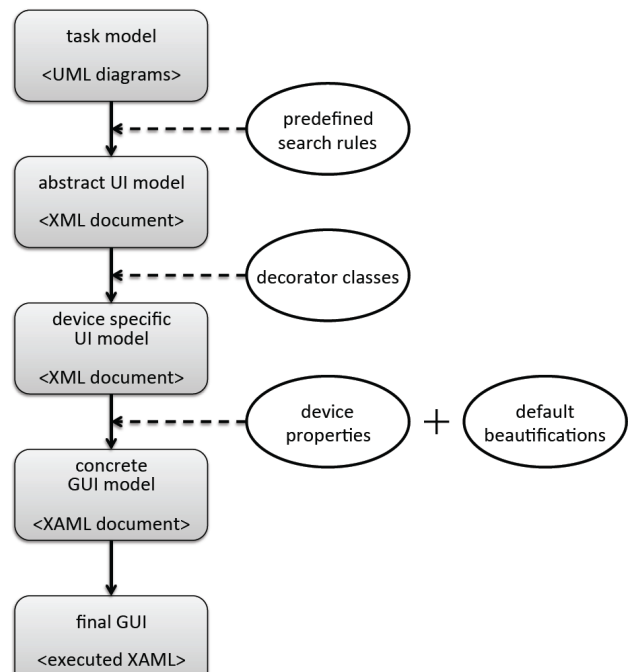 task model
<UML diagrams>
predefined
search rules
abstract UI model
<XML document>
decorator classes
device specific
UI model
<XML document>
device
properties
+
default
beautifications
concrete
GUI model
<XAML document>
final GUI
<executed XAML>